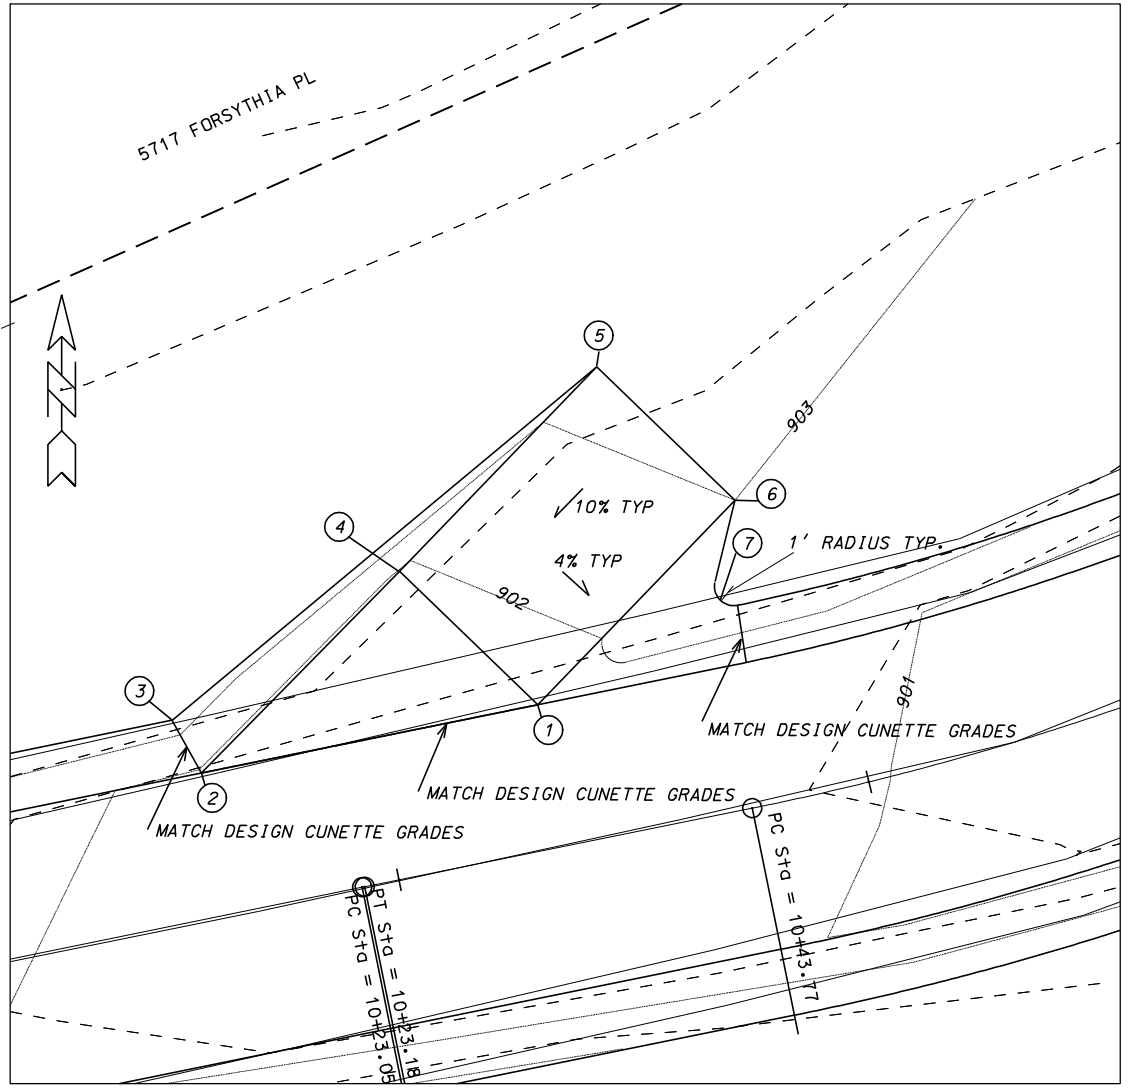 5717 FORSYTHIA PL
N
5
903
6
10% TYP
4
7
1' RADIUS TYP.
4% TYP
902
3
901
1
MATCH DESIGN CUNETTE GRADES
2
MATCH DESIGN CUNETTE GRADES
MATCH DESIGN CUNETTE GRADES
PC Sta = 10+43.77
PT Sta = 10+23.18
PC Sta = 10+23.05